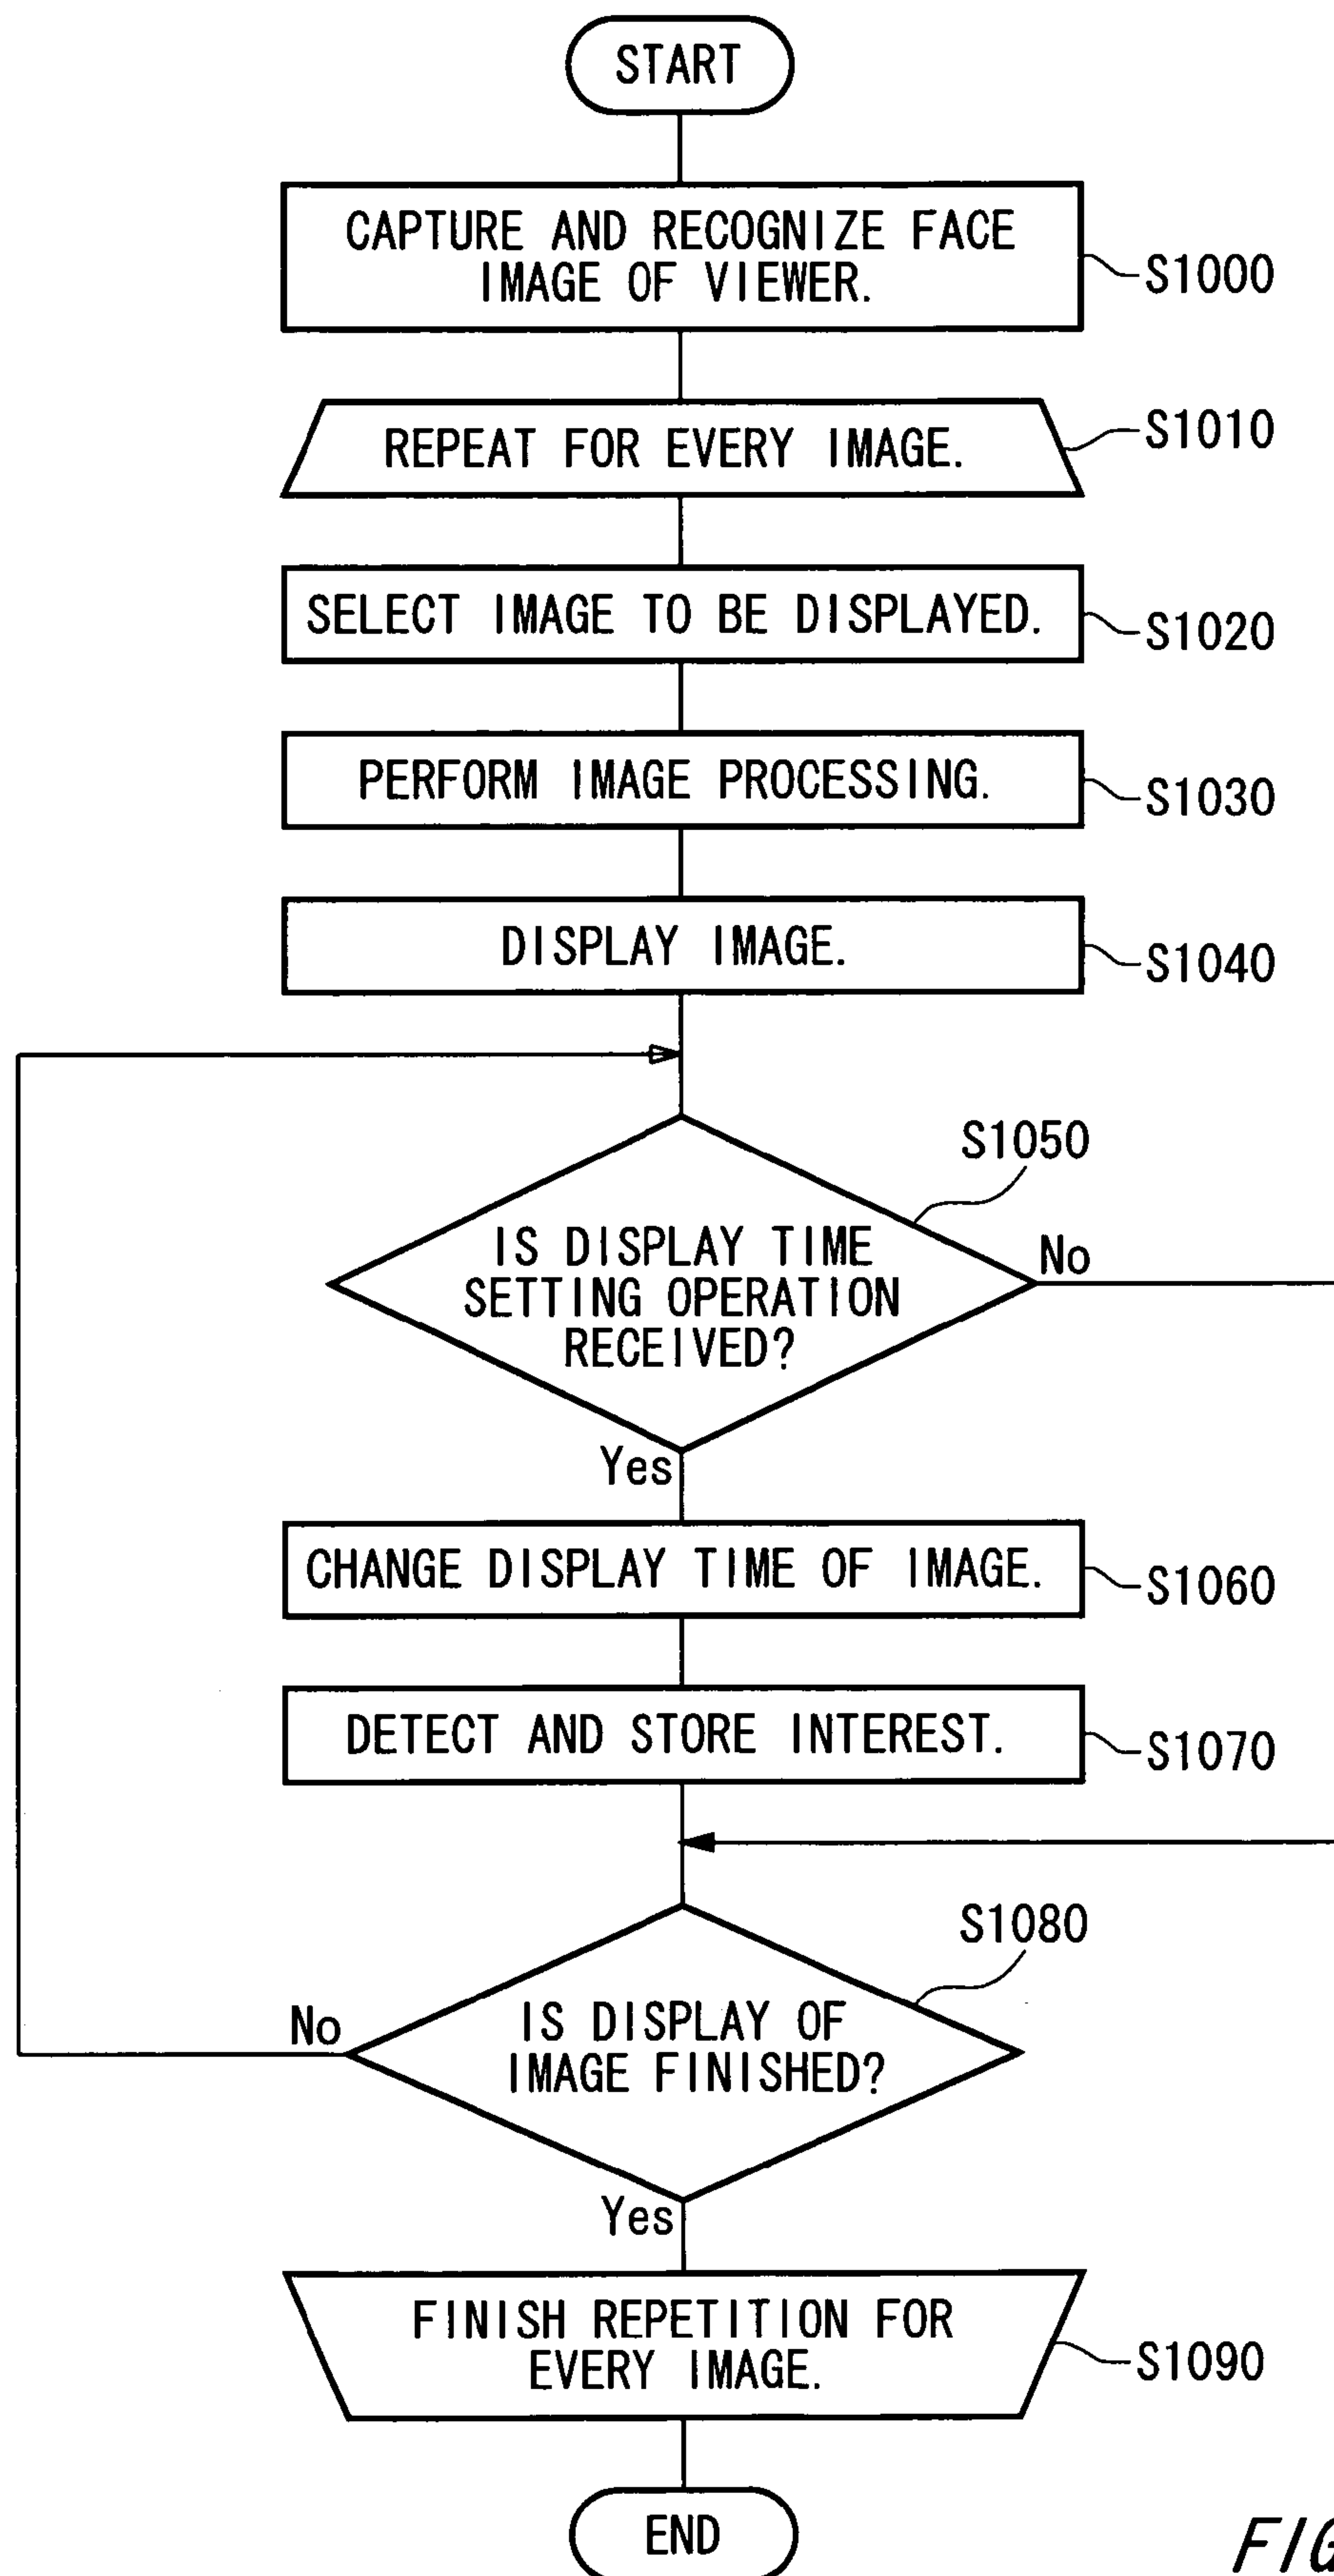 START
CAPTURE AND RECOGNIZE FACE
IMAGE OF VIEWER.
S1000
REPEAT FOR EVERY IMAGE.
S1010
SELECT IMAGE TO BE DISPLAYED.
S1020
PERFORM IMAGE PROCESSING.
S1030
DISPLAY IMAGE.
S1040
S1050
IS DISPLAY TIME
SETTING OPERATION
RECEIVED?
No
Yes
CHANGE DISPLAY TIME OF IMAGE.
S1060
DETECT AND STORE INTEREST.
S1070
S1080
IS DISPLAY OF
IMAGE FINISHED?
No
Yes
FINISH REPETITION FOR
EVERY IMAGE.
S1090
END
FIG